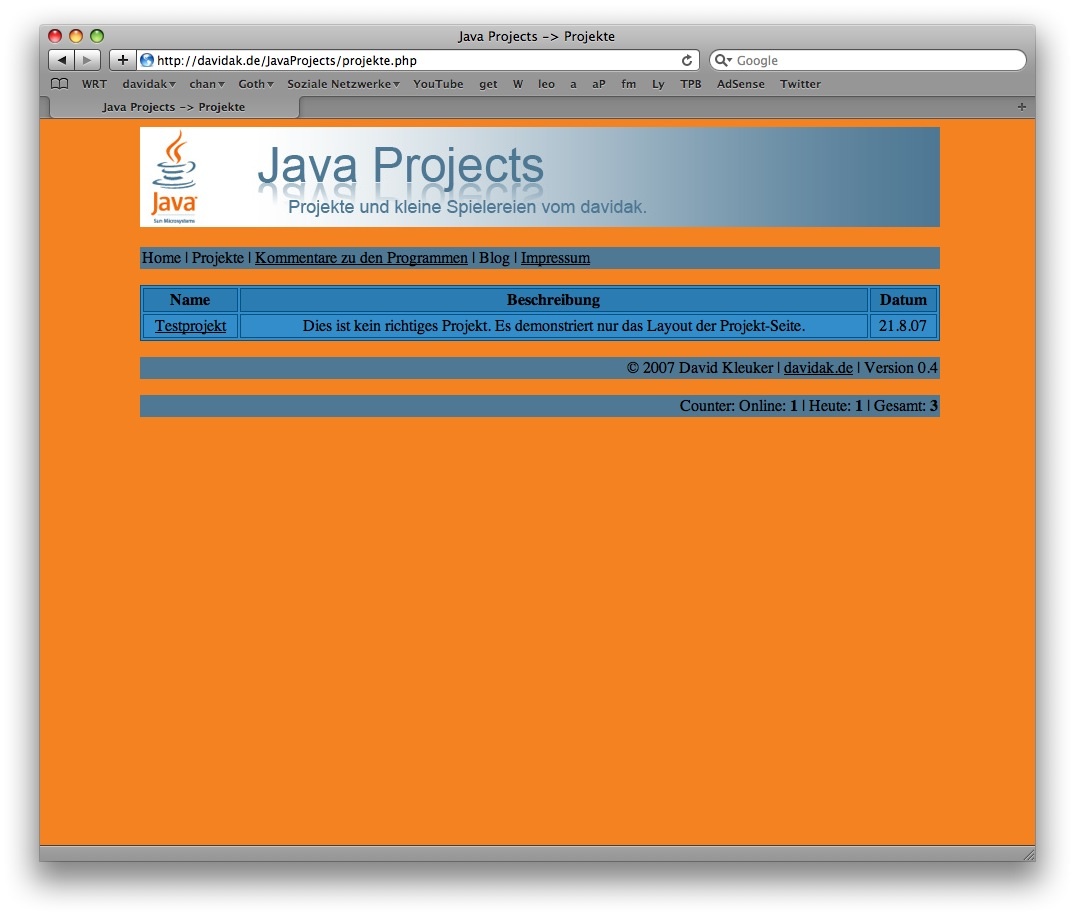 Java Projects -> Projekte
http://davidak.de/JavaProjects/projekte.php
Google
WRT davidak chan Goth Soziale Netzwerke YouTube get W leo a aP fm Ly TPB AdSense Twitter
Java Projects -> Projekte
Java Projects
Projekte und kleine Spielereien vom davidak.
Java
Sun Microsystems
Home | Projekte | Kommentare zu den Programmen | Blog | Impressum
Name Beschreibung Datum
Testprojekt Dies ist kein richtiges Projekt. Es demonstriert nur das Layout der Projekt-Seite. 21.8.07
© 2007 David Kleuker | davidak.de | Version 0.4
Counter: Online: 1 | Heute: 1 | Gesamt: 3